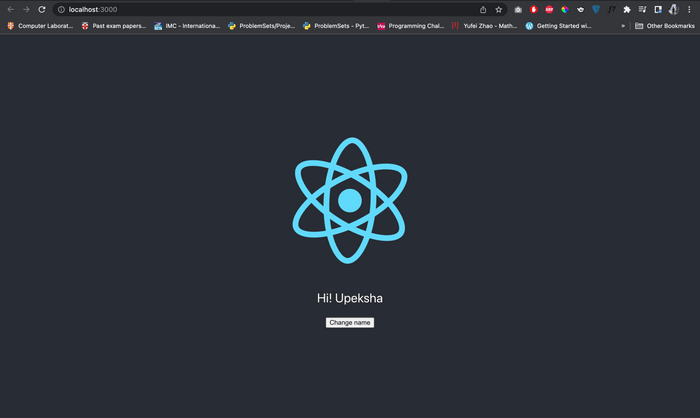 localhost:3000
Computer Laborat...
Past exam papers...
IMC - Internationa...
ProblemSets/Proje...
ProblemSets - Pyt...
Programming Chal...
Yufei Zhao - Math...
Getting Started wi...
»
Other Bookmarks
Hi! Upeksha
Change name